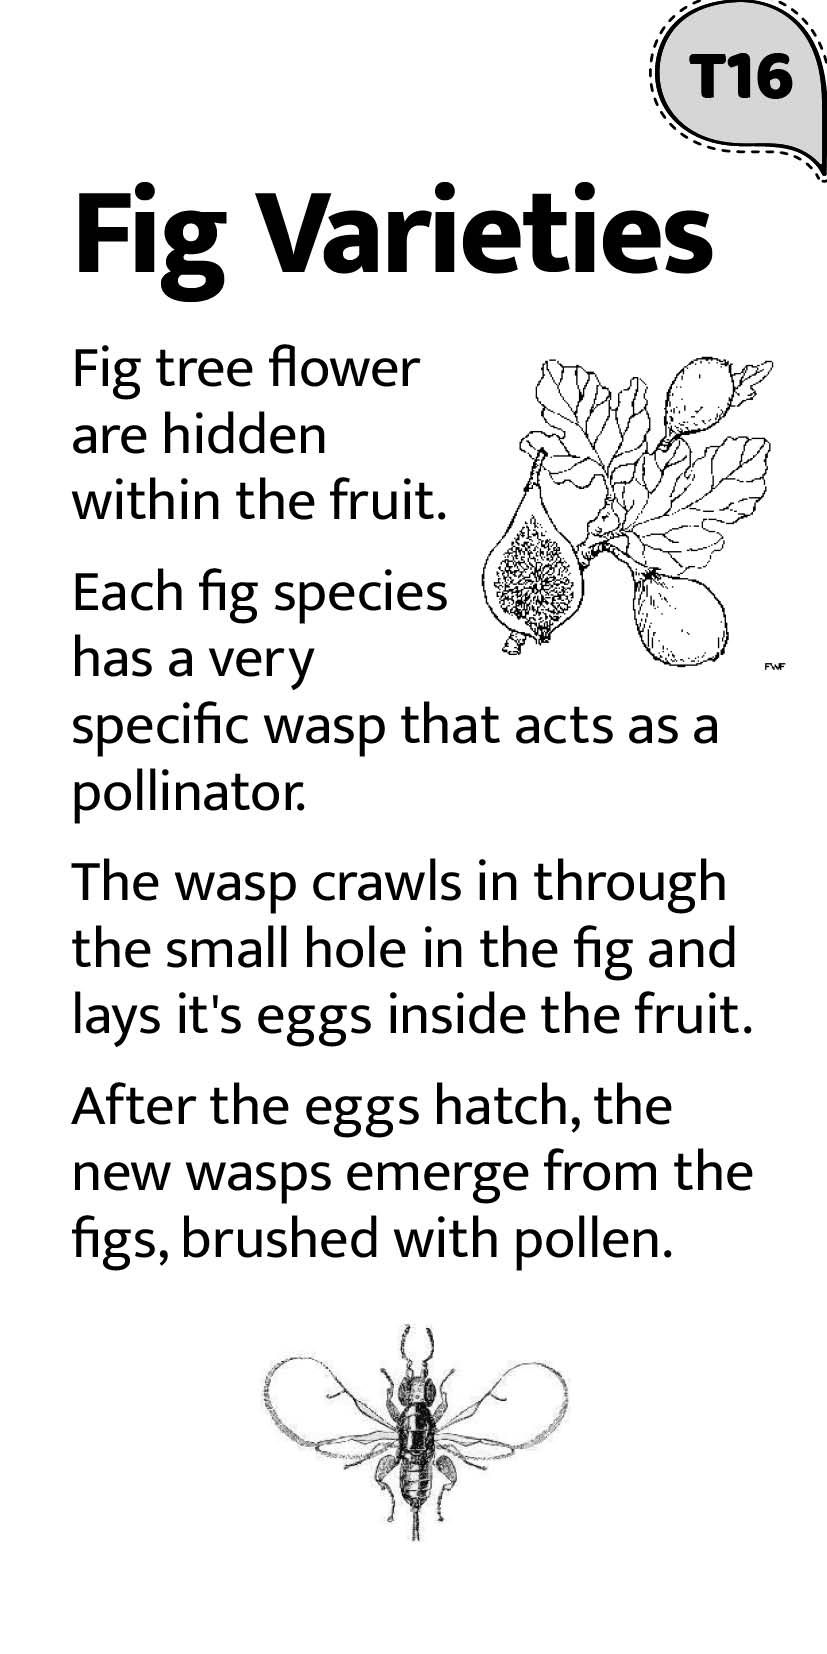 T16
Fig Varieties
Fig tree flower
are hidden
within the fruit.
Each fig species
has a very
specific wasp that acts as a
pollinator.
FWF
The wasp crawls in through
the small hole in the fig and
lays it's eggs inside the fruit.
After the eggs hatch, the
new wasps emerge from the
figs, brushed with pollen.